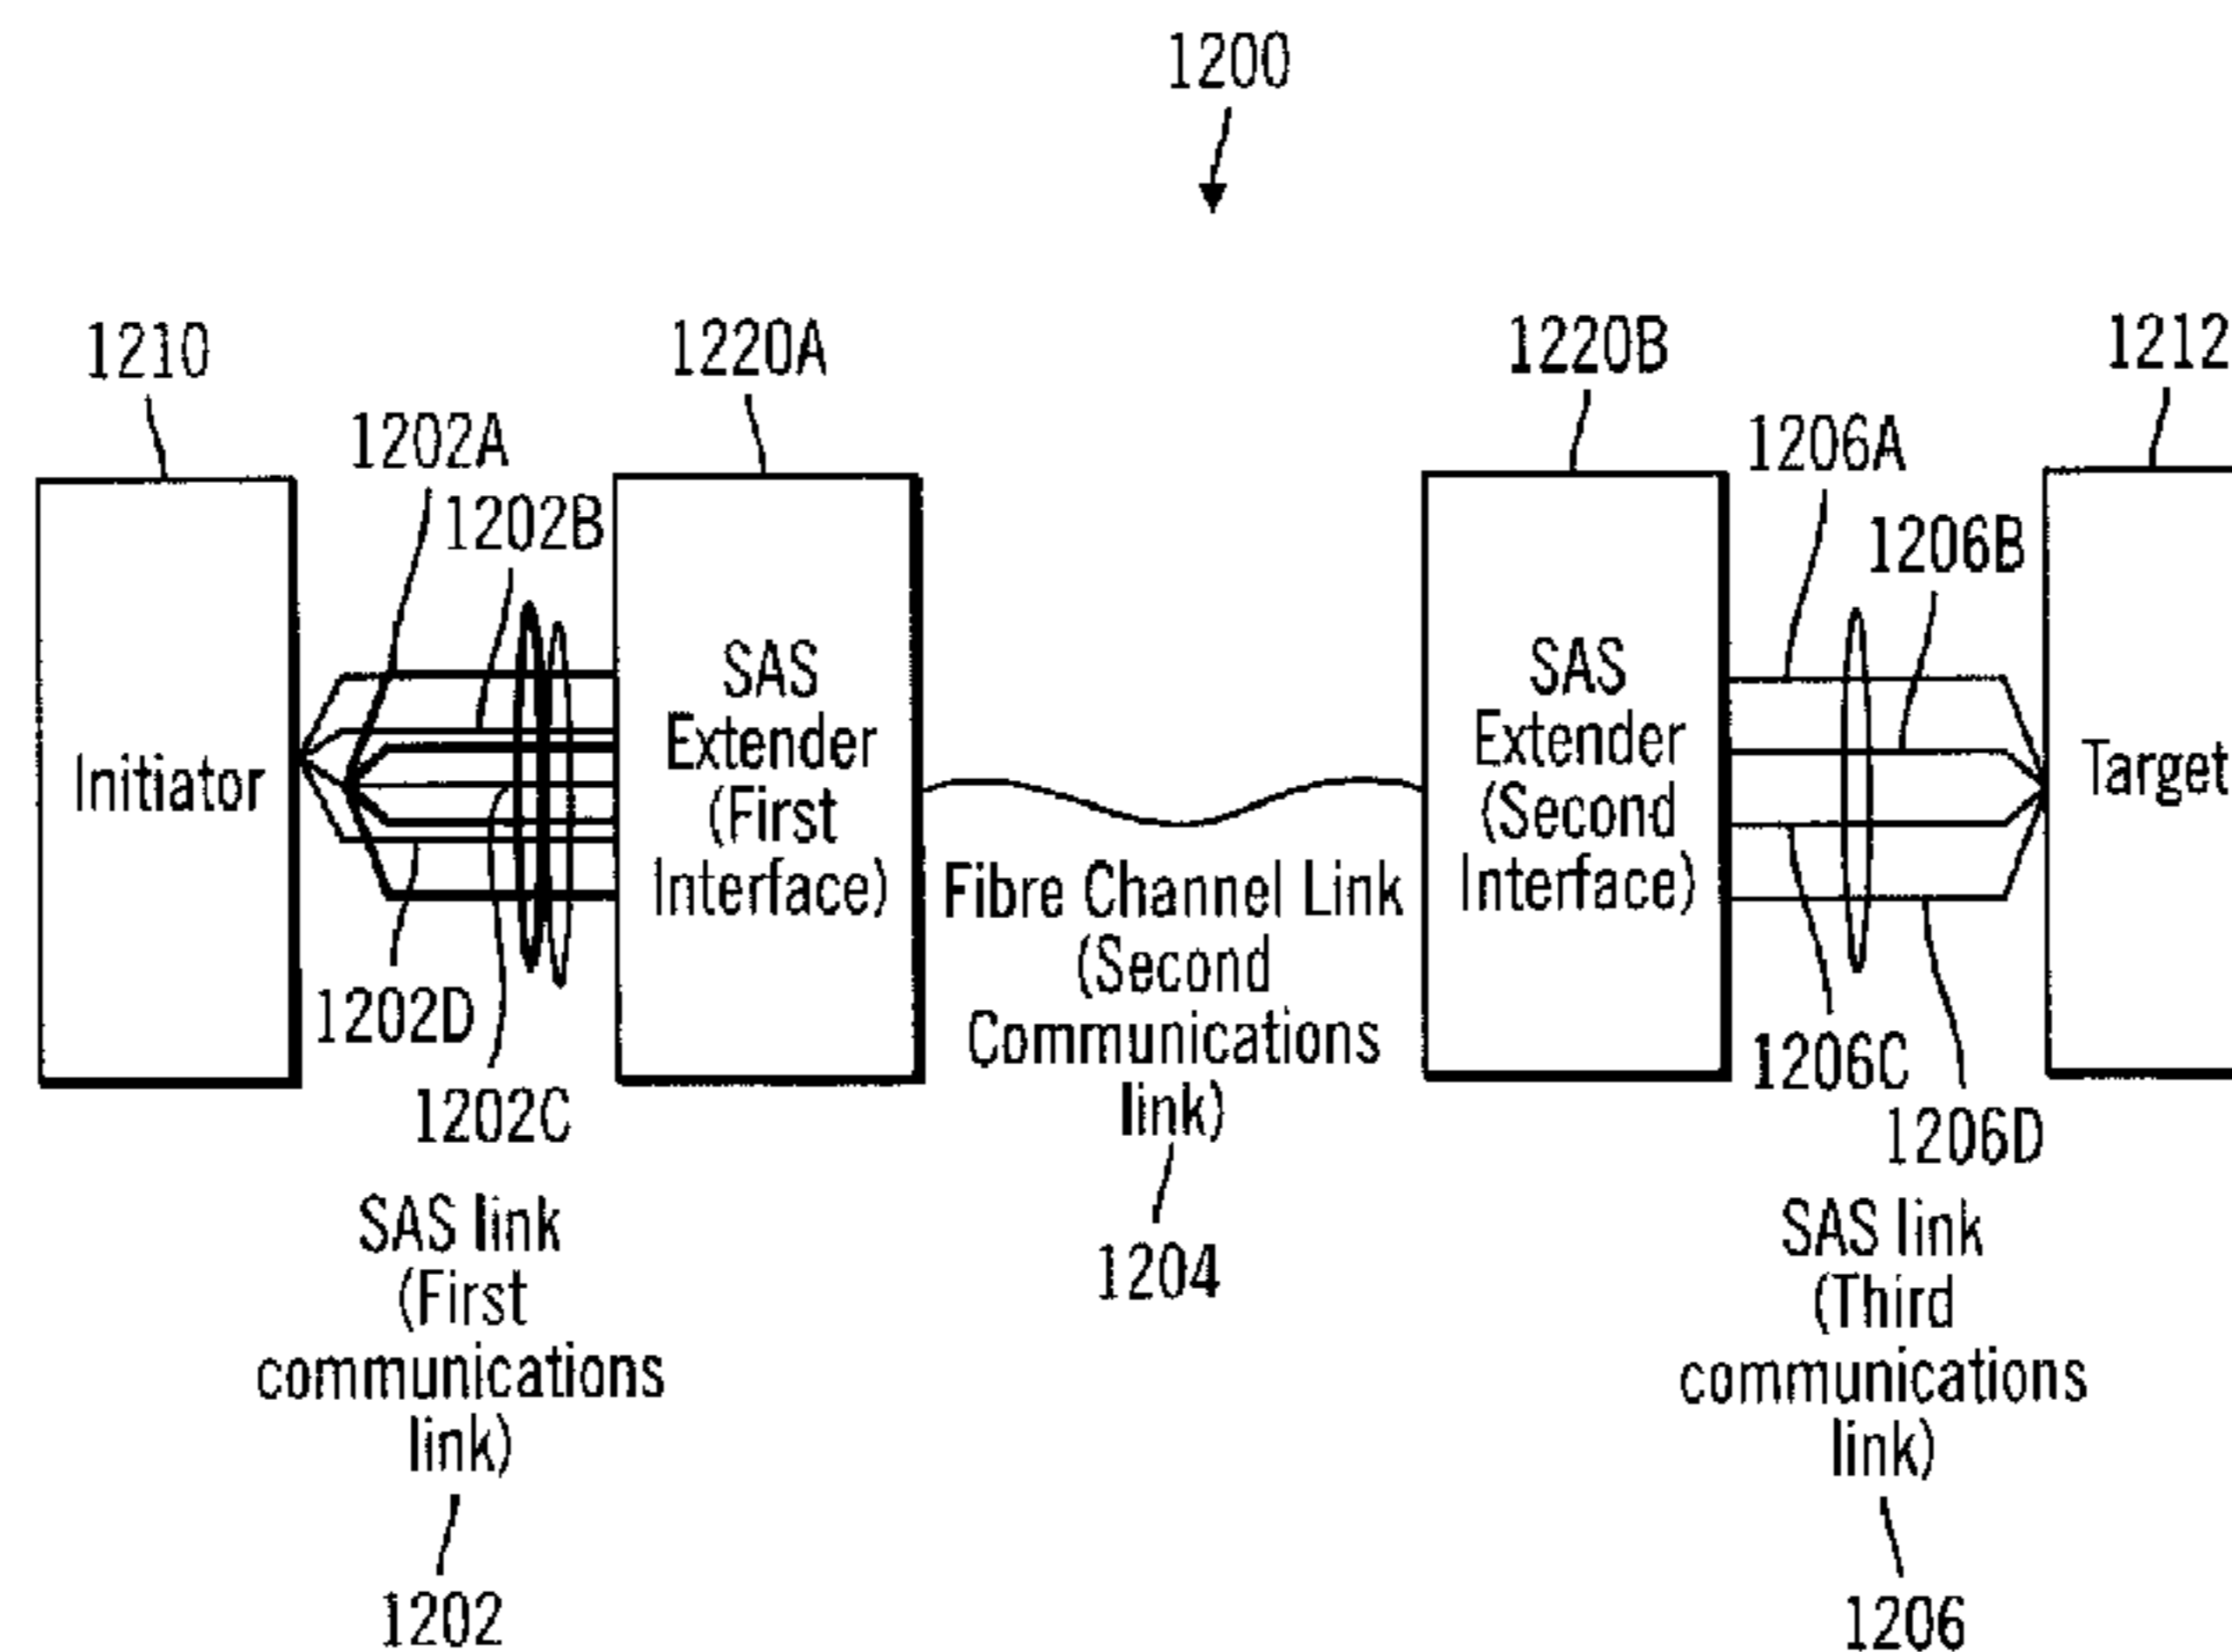 1200
1210
1220A
1220B
1212
1202A
1202B
1206A
1206B
Initiator
SAS
Extender
(First
Interface)
SAS
Extender
(Second
Interface)
Target
Fibre Channel Link
(Second
Communications
link)
1204
1202D
1202C
1206C
1206D
SAS link
(First
communications
link)
1202
SAS link
(Third
communications
link)
1206